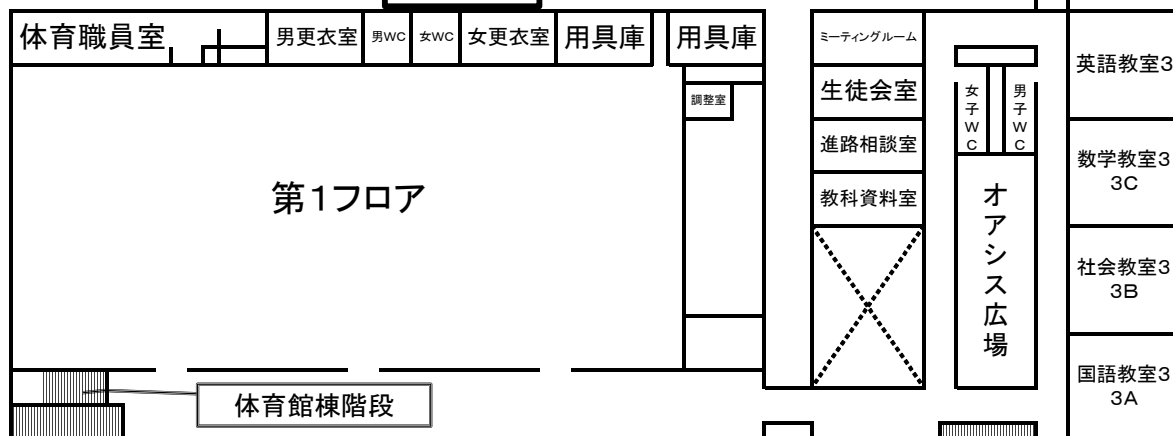 体育職員室
男更衣室
男WC
女WC
女更衣室
用具庫
用具庫
ミーティングルーム
英語教室3
調整室
生徒会室
女子WC
男子WC
進路相談室
数学教室3
3C
第1フロア
教科資料室
オアシス広場
社会教室3
3B
国語教室3
3A
体育館棟階段